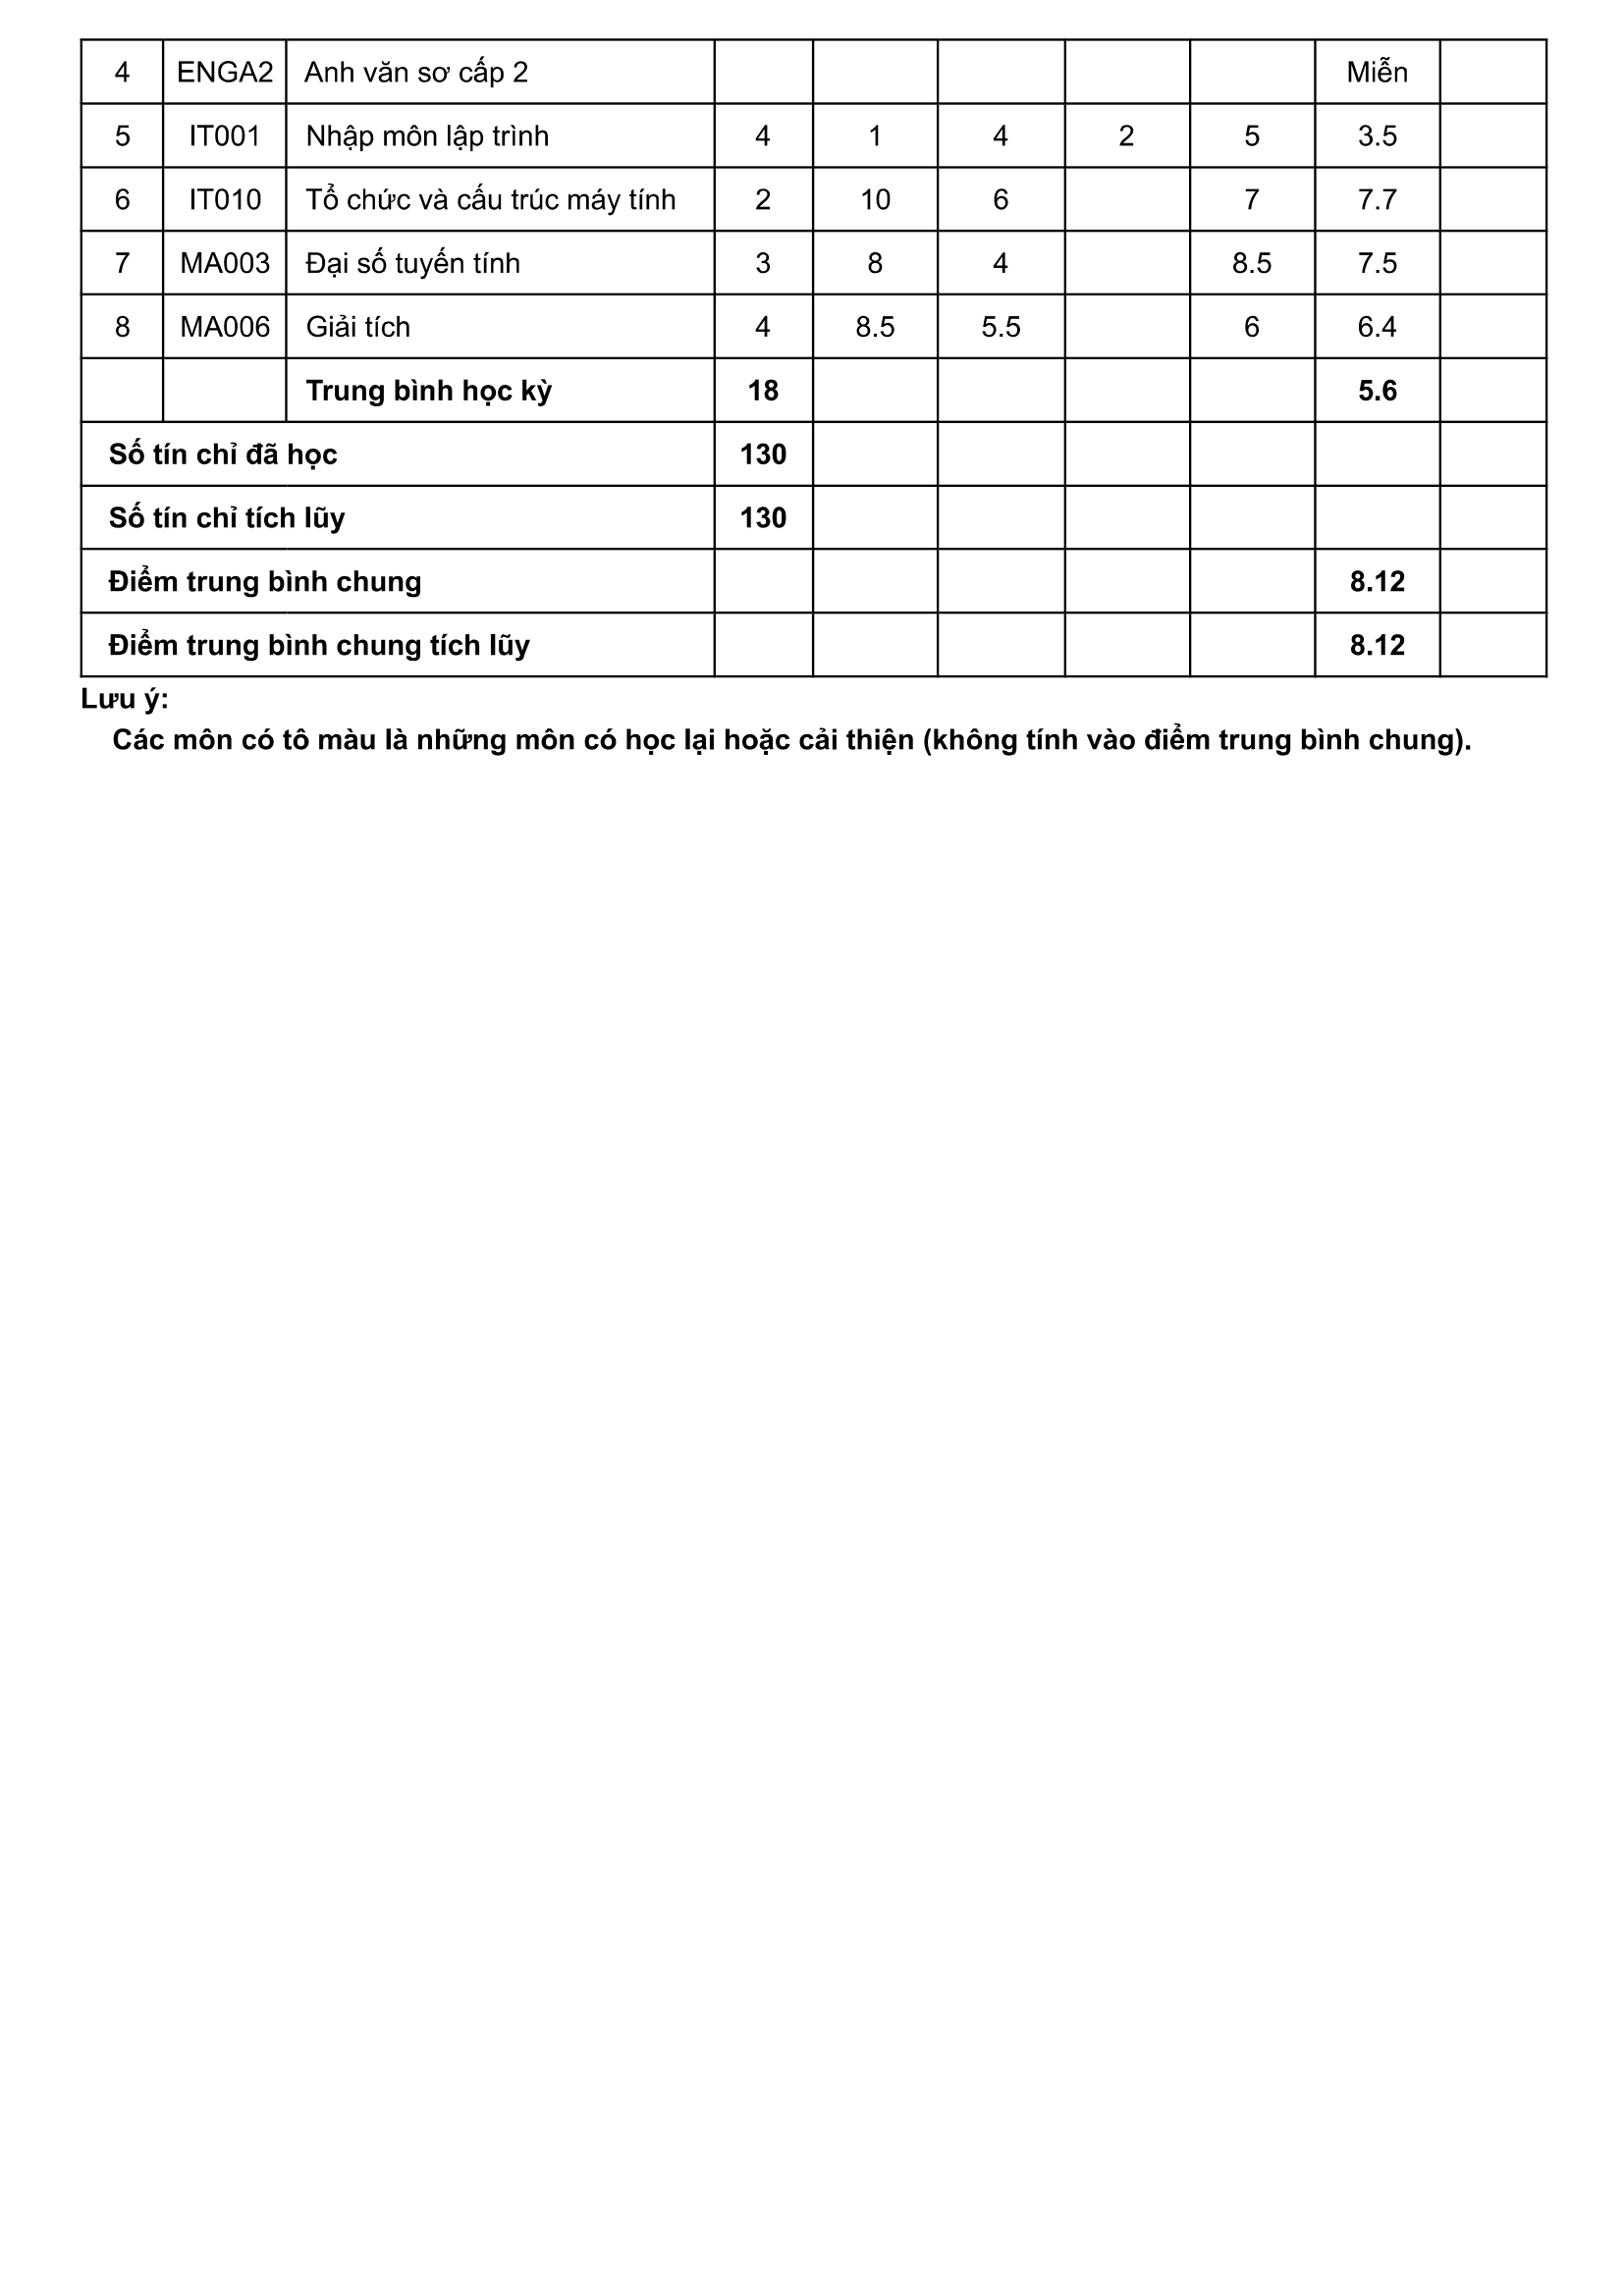 4 ENGA2 Anh văn sơ cấp 2 Miễn
5 IT001 Nhập môn lập trình 4 1 4 2 5 3.5
6 IT010 Tổ chức và cấu trúc máy tính 2 10 6 7 7.7
7 MA003 Đại số tuyến tính 3 8 4 8.5 7.5
8 MA006 Giải tích 4 8.5 5.5 6 6.4
Trung bình học kỳ 18 5.6
Số tín chỉ đã học 130
Số tín chỉ tích lũy 130
Điểm trung bình chung 8.12
Điểm trung bình chung tích lũy 8.12
Lưu ý:
Các môn có tô màu là những môn có học lại hoặc cải thiện (không tính vào điểm trung bình chung).